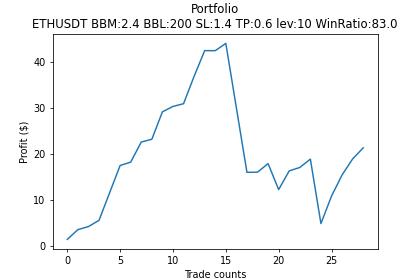 Portfolio
ETHUSDT BBM:2.4 BBL:200 SL:1.4 TP:0.6 lev:10 WinRatio:83.0
40
30
20
10
0
Profit ($)
0 5 10 15 20 25
Trade counts